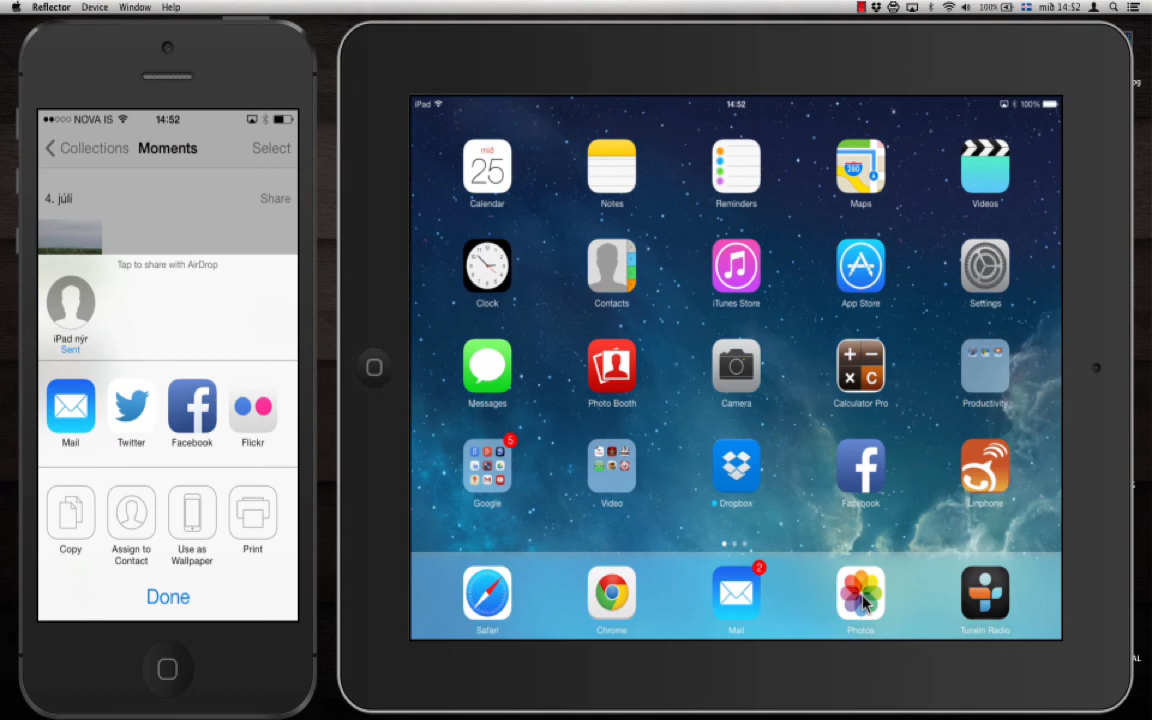 Reflector Device Window Help
100% mið 14:52
NOVA IS 14:52
Collections Moments Select
4. júlí Share
Tap to share with AirDrop
iPad nýr
Sent
Mail Twitter Facebook Flickr
Copy Assign to Contact Use as Wallpaper Print
Done
iPad 14:52 100%
mið
25
280
Calendar Notes Reminders Maps Videos
Clock Contacts iTunes Store App Store Settings
Messages Photo Booth Camera Calculator Pro Productivity
5
Google Video Dropbox Facebook Linphone
2
Safari Chrome Mail Photos TuneIn Radio
pg
AL